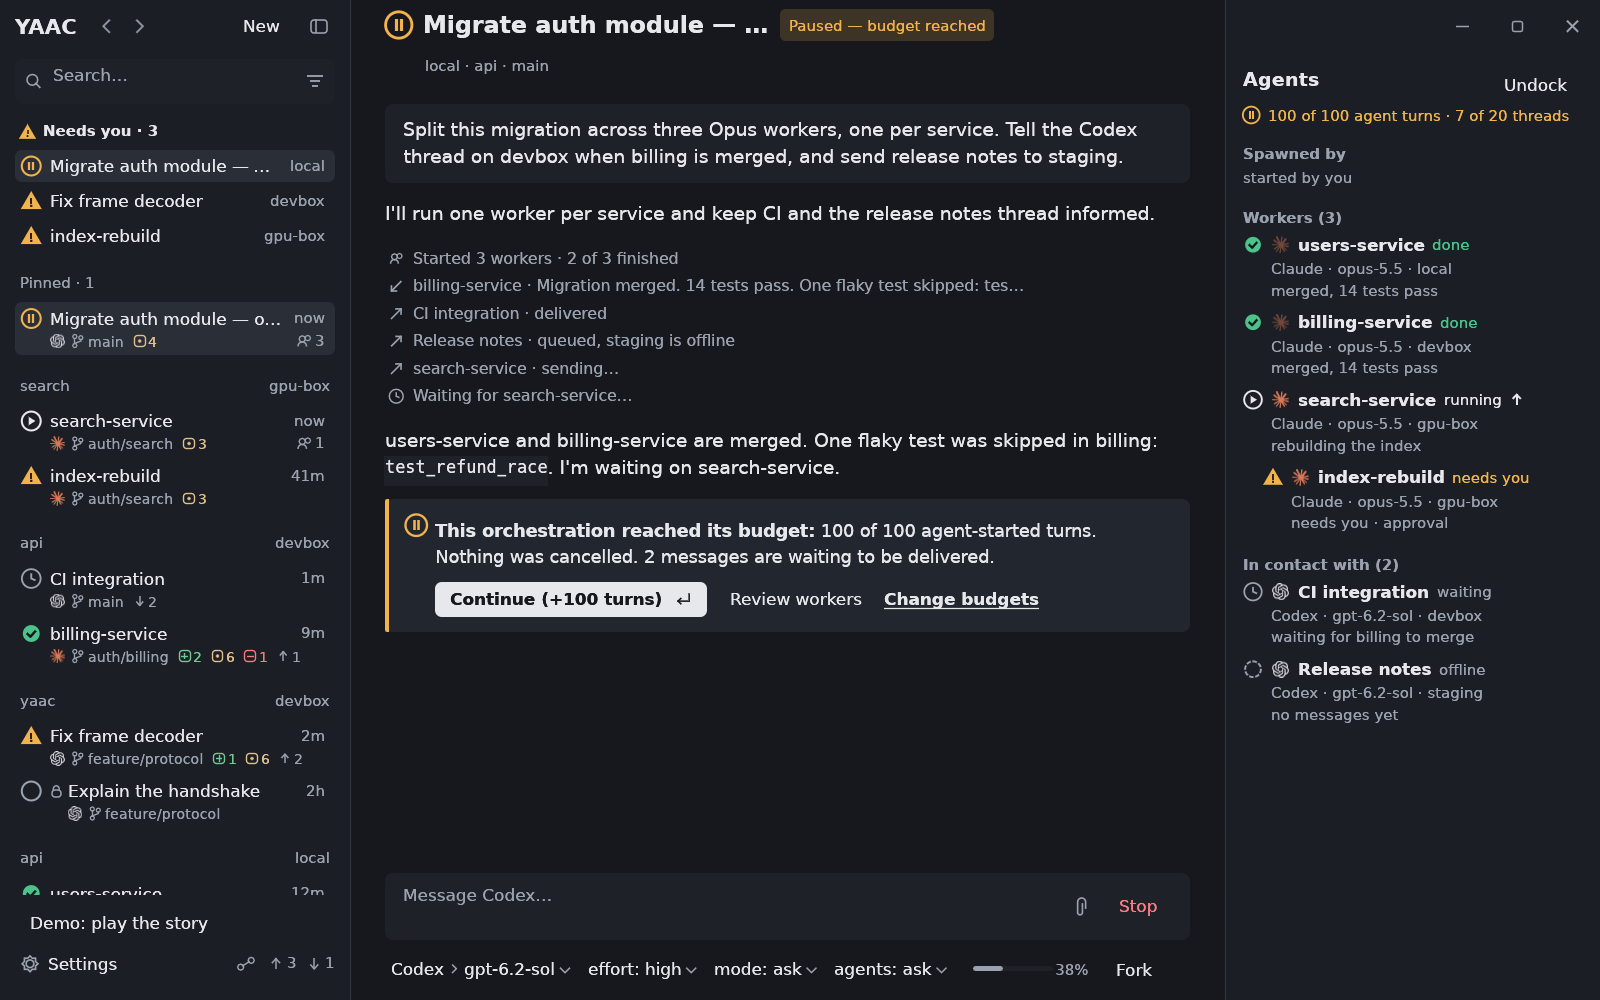 YAAC
New
Search…
Needs you · 3
Migrate auth module — … local
Fix frame decoder devbox
index-rebuild gpu-box
Pinned · 1
Migrate auth module — o… now
main 4 3
search gpu-box
search-service now
auth/search 3 1
index-rebuild 41m
auth/search 3
api devbox
CI integration 1m
main 2
billing-service 9m
auth/billing 2 6 1 1
yaac devbox
Fix frame decoder 2m
feature/protocol 1 6 2
Explain the handshake 2h
feature/protocol
api local
users-service 12m
Demo: play the story
Settings 3 1
Migrate auth module — … Paused — budget reached
local · api · main
Split this migration across three Opus workers, one per service. Tell the Codex
thread on devbox when billing is merged, and send release notes to staging.
I'll run one worker per service and keep CI and the release notes thread informed.
Started 3 workers · 2 of 3 finished
billing-service · Migration merged. 14 tests pass. One flaky test skipped: tes…
CI integration · delivered
Release notes · queued, staging is offline
search-service · sending…
Waiting for search-service…
users-service and billing-service are merged. One flaky test was skipped in billing:
test_refund_race. I'm waiting on search-service.
This orchestration reached its budget: 100 of 100 agent-started turns.
Nothing was cancelled. 2 messages are waiting to be delivered.
Continue (+100 turns) Review workers Change budgets
Message Codex…
Stop
Codex gpt-6.2-sol effort: high mode: ask agents: ask 38% Fork
Agents Undock
100 of 100 agent turns · 7 of 20 threads
Spawned by
started by you
Workers (3)
users-service done
Claude · opus-5.5 · local
merged, 14 tests pass
billing-service done
Claude · opus-5.5 · devbox
merged, 14 tests pass
search-service running
Claude · opus-5.5 · gpu-box
rebuilding the index
index-rebuild needs you
Claude · opus-5.5 · gpu-box
needs you · approval
In contact with (2)
CI integration waiting
Codex · gpt-6.2-sol · devbox
waiting for billing to merge
Release notes offline
Codex · gpt-6.2-sol · staging
no messages yet